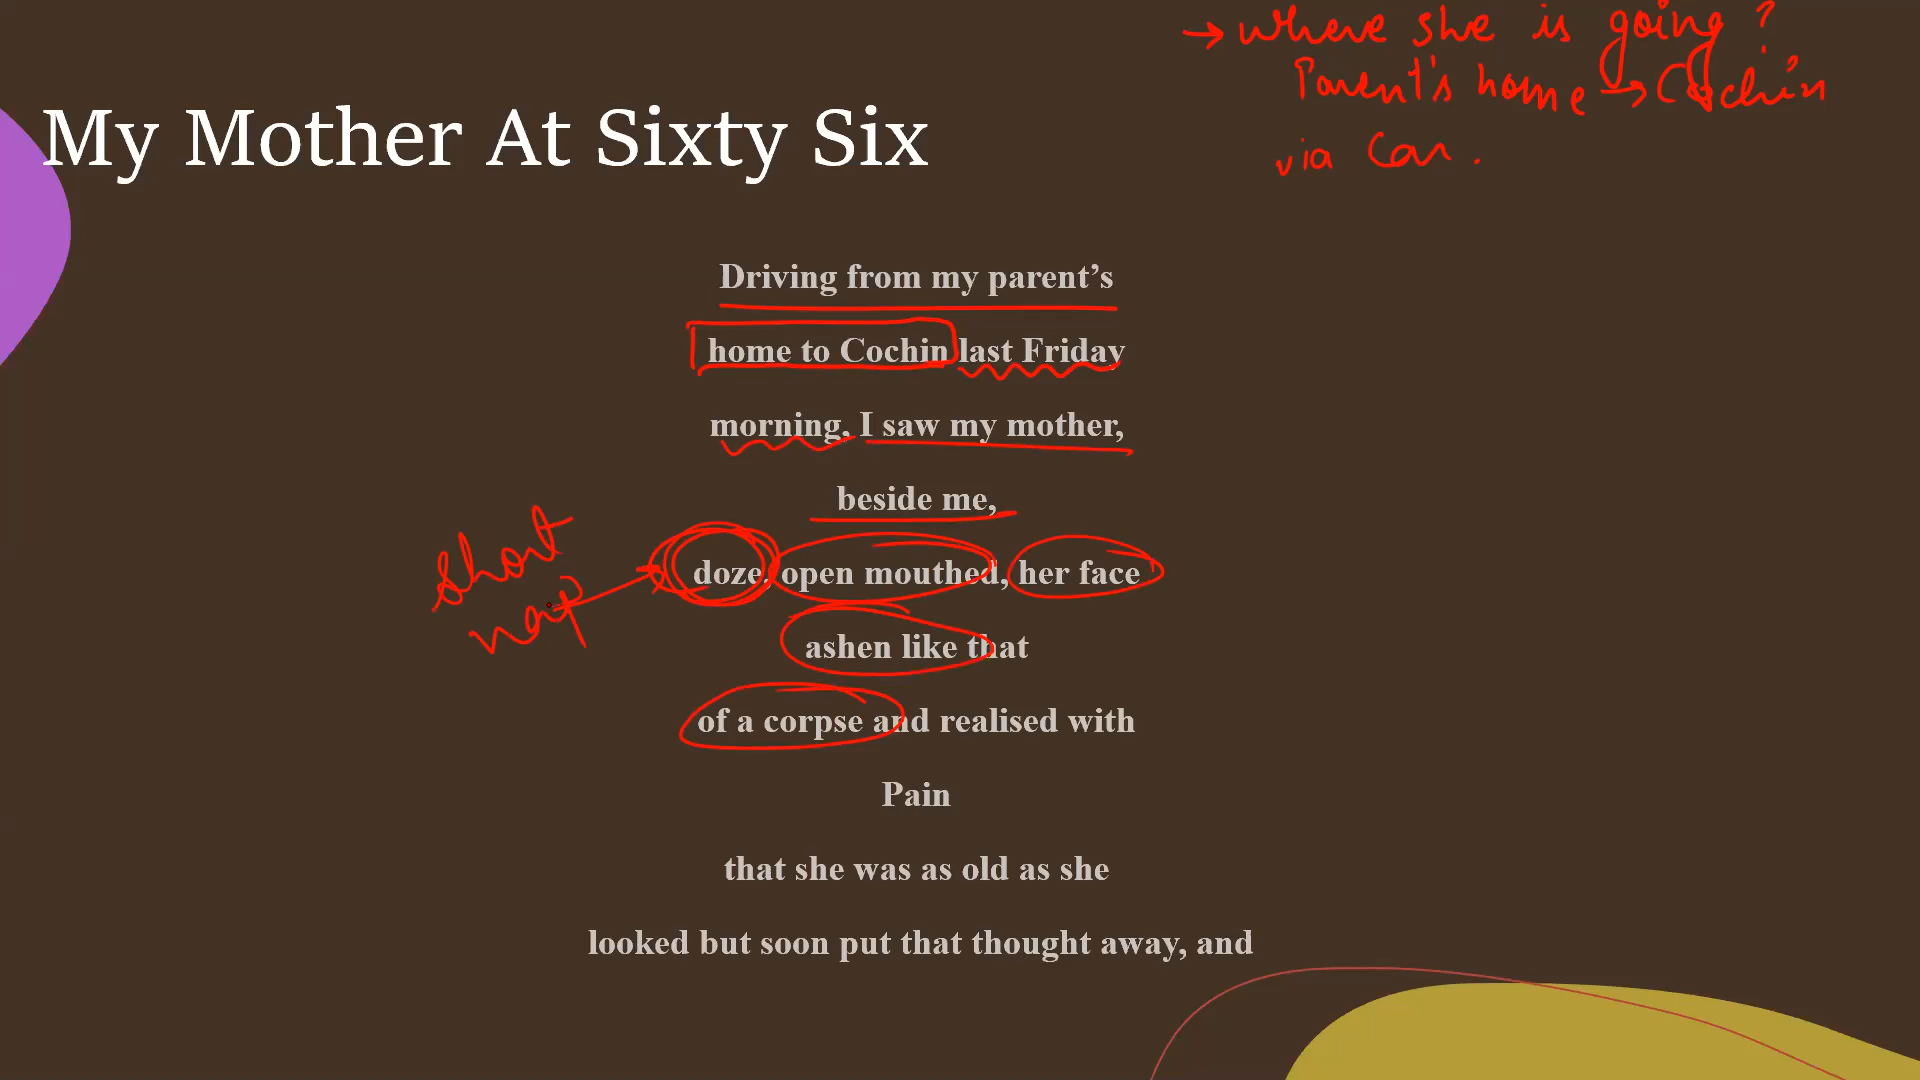 → where she is going?
Parent's home → Cochin
via Car.
My Mother At Sixty Six
Driving from my parent’s
home to Cochin last Friday
morning, I saw my mother,
beside me,
short
nap
doze, open mouthed, her face
ashen like that
of a corpse and realised with
Pain
that she was as old as she
looked but soon put that thought away, and